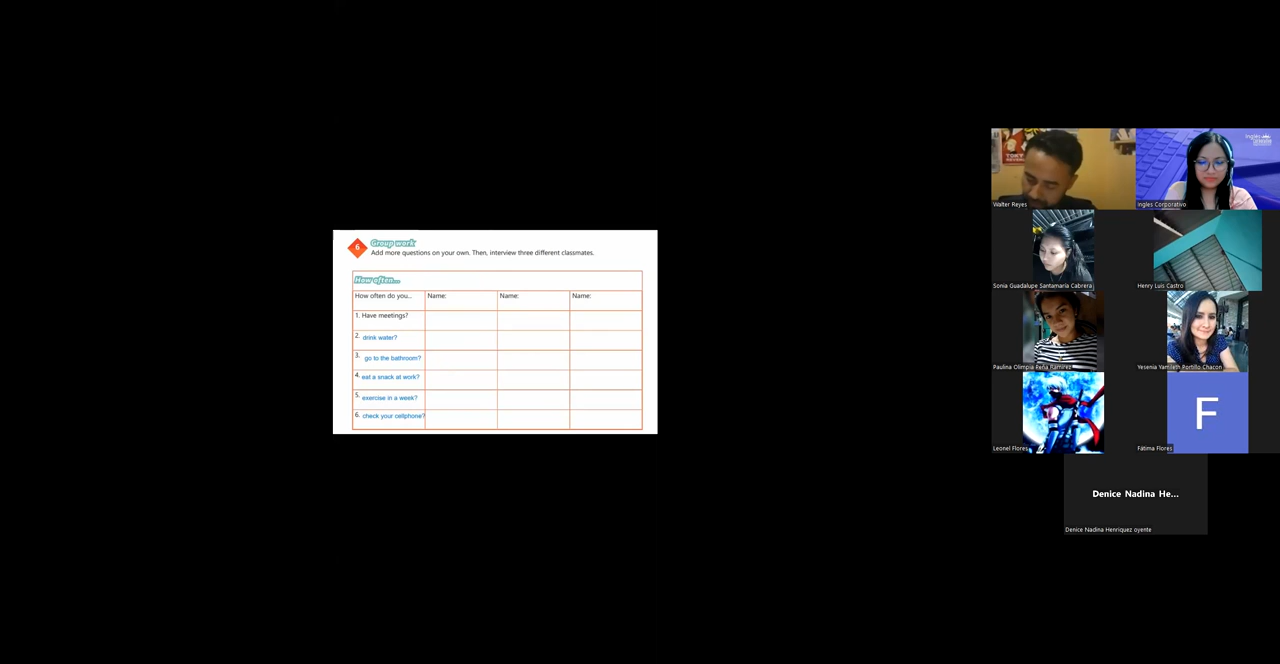 6
Group work
Add more questions on your own. Then, interview three different classmates.
How often...
How often do you... Name: Name: Name:
1. Have meetings?
2. drink water?
3. go to the bathroom?
4. eat a snack at work?
5. exercise in a week?
6. check your cellphone?
TOKYO
Ingles
Walter Reyes
Ingles Corporativo
Sonia Guadalupe Santamaría Cabrera
Henry Luis Castro
Paulina Olimpia Peña Ramirez
Yesenia Yamileth Portillo Chacon
F
Leonel Flores
Fátima Flores
Denice Nadina He...
Denice Nadina Henriquez oyente